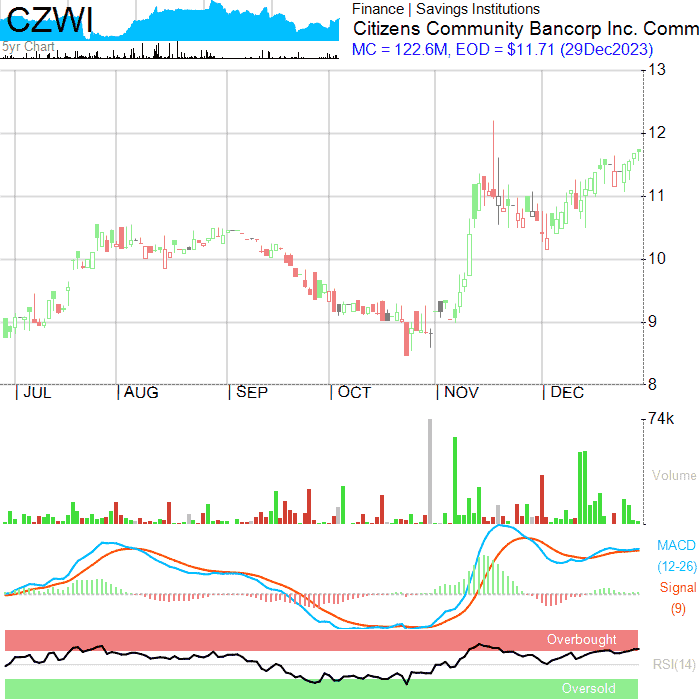 CZWI
5yr Chart
Finance | Savings Institutions
Citizens Community Bancorp Inc. Comm
MC = 122.6M, EOD = $11.71 (29Dec2023)
13
12
11
10
9
8
JUL AUG SEP OCT NOV DEC
74k
Volume
MACD
(12-26)
Signal
(9)
Overbought
RSI(14)
Oversold